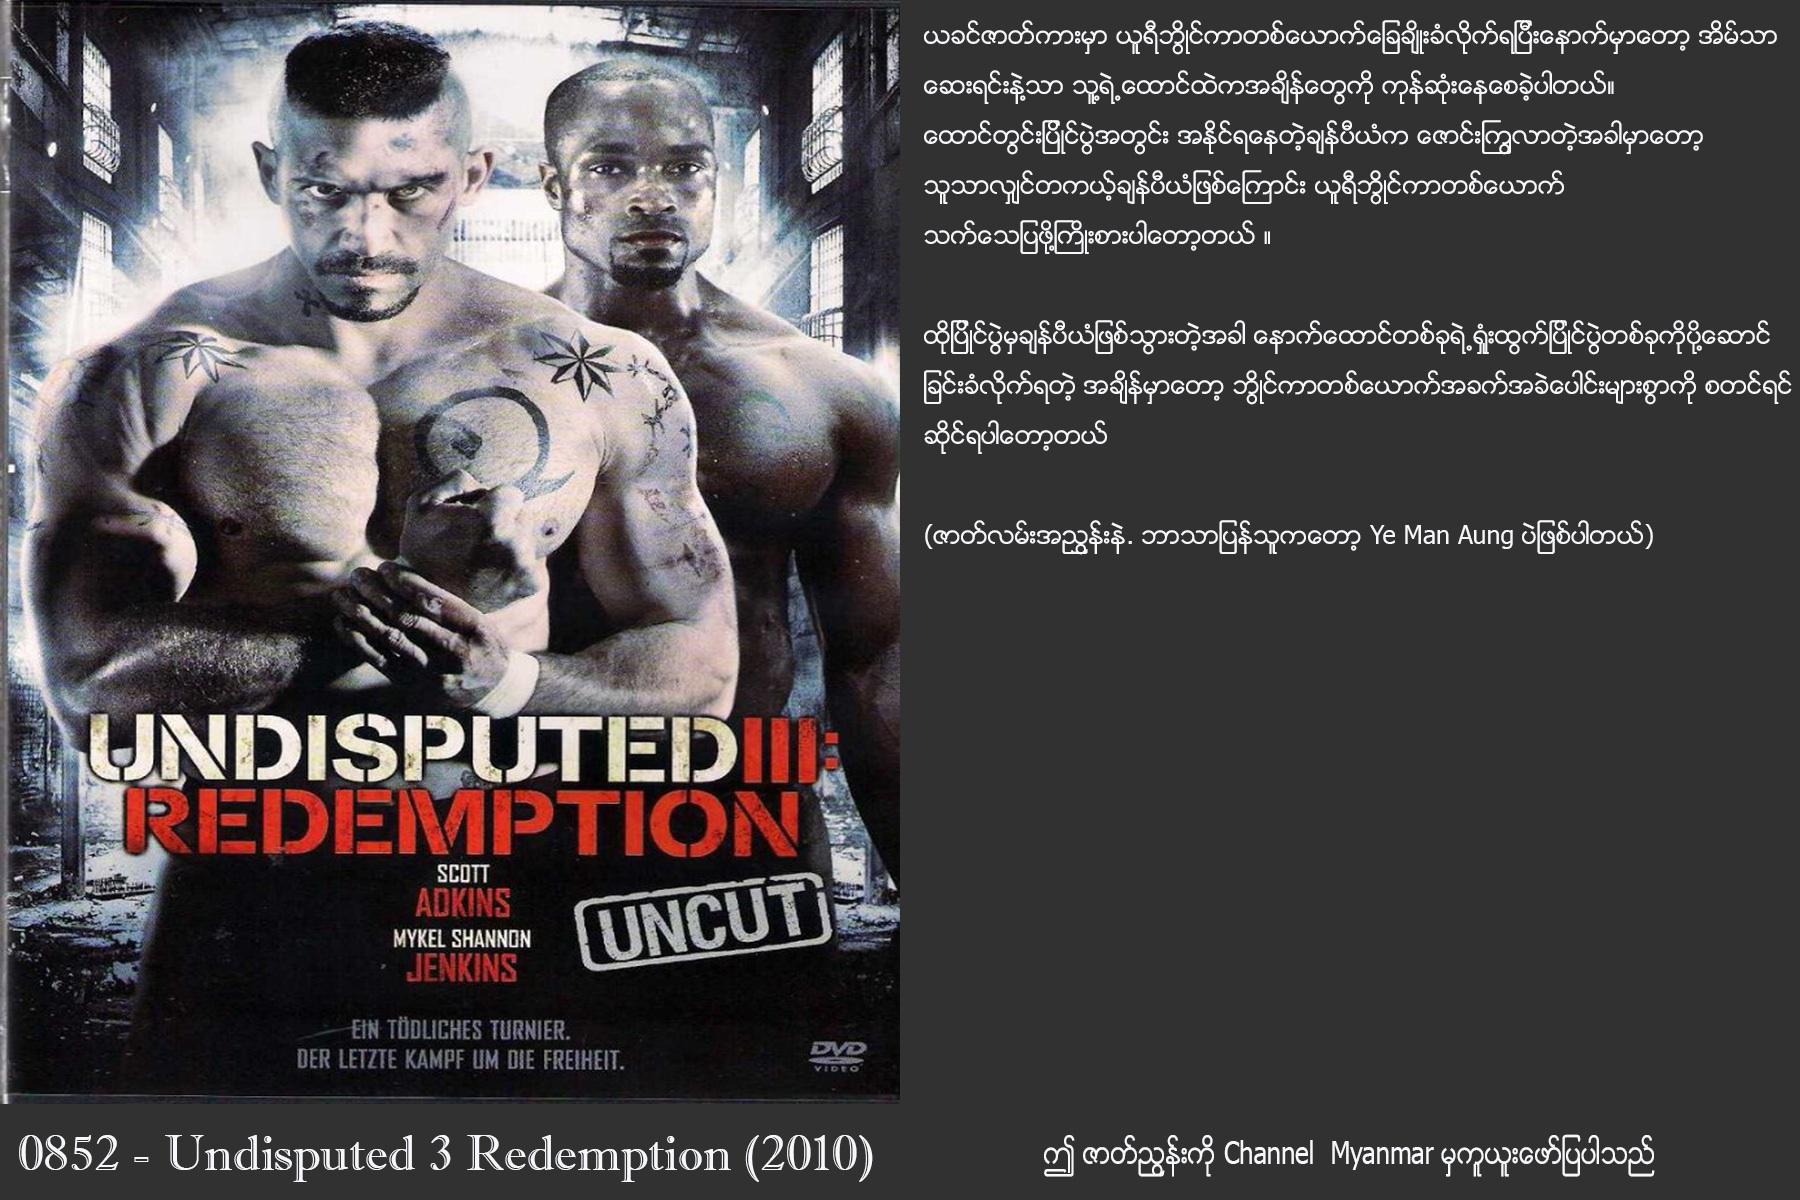 UNDISPUTED III:
REDEMPTION
SCOTT
ADKINS
MYKEL SHANNON
JENKINS
UNCUT
EIN TÖDLICHES TURNIER.
DER LETZTE KAMPF UM DIE FREIHEIT.
DVD
VIDEO
0852 - Undisputed 3 Redemption (2010)
ယခင်ဇာတ်ကားမှာ ယူရီဘွိုင်ကာတစ်ယောက်ခြေချိုးခံလိုက်ရပြီးနောက်မှာတော့ အိမ်သာ
ဆေးရင်းနဲ့သာ သူ့ရဲ့ထောင်ထဲကအချိန်တွေကို ကုန်ဆုံးနေစေခဲ့ပါတယ်။
ထောင်တွင်းပြိုင်ပွဲအတွင်း အနိုင်ရနေတဲ့ချန်ပီယံက ဇောင်းကြွလာတဲ့အခါမှာတော့
သူသာလျှင်တကယ့်ချန်ပီယံဖြစ်ကြောင်း ယူရီဘွိုင်ကာတစ်ယောက်
သက်သေပြဖို့ကြိုးစားပါတော့တယ် ။
ထိုပြိုင်ပွဲမှချန်ပီယံဖြစ်သွားတဲ့အခါ နောက်ထောင်တစ်ခုရဲ့ရှုံးထွက်ပြိုင်ပွဲတစ်ခုကိုပို့ဆောင်
ခြင်းခံလိုက်ရတဲ့ အချိန်မှာတော့ ဘွိုင်ကာတစ်ယောက်အခက်အခဲပေါင်းများစွာကို စတင်ရင်
ဆိုင်ရပါတော့တယ်
(ဇာတ်လမ်းအညွှန်းနဲ. ဘာသာပြန်သူကတော့ Ye Man Aung ပဲဖြစ်ပါတယ်)
ဤ ဇာတ်ညွှန်းကို Channel Myanmar မှကူယူးဖော်ပြပါသည်